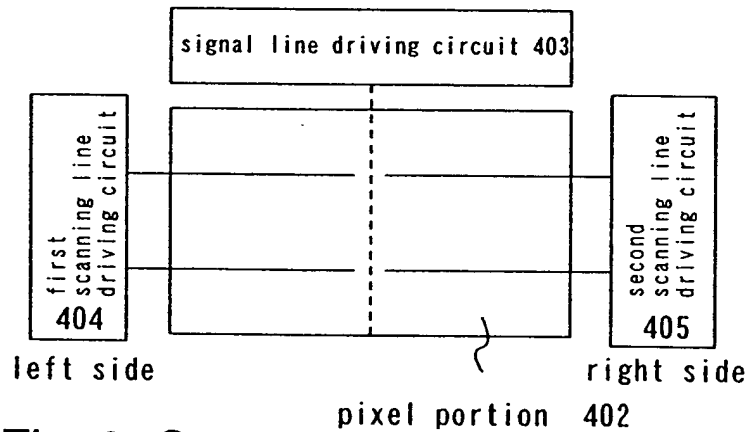 signal line driving circuit 403
first
scanning line
driving circuit
404
left side
second
scanning line
driving circuit
405
right side
pixel portion 402